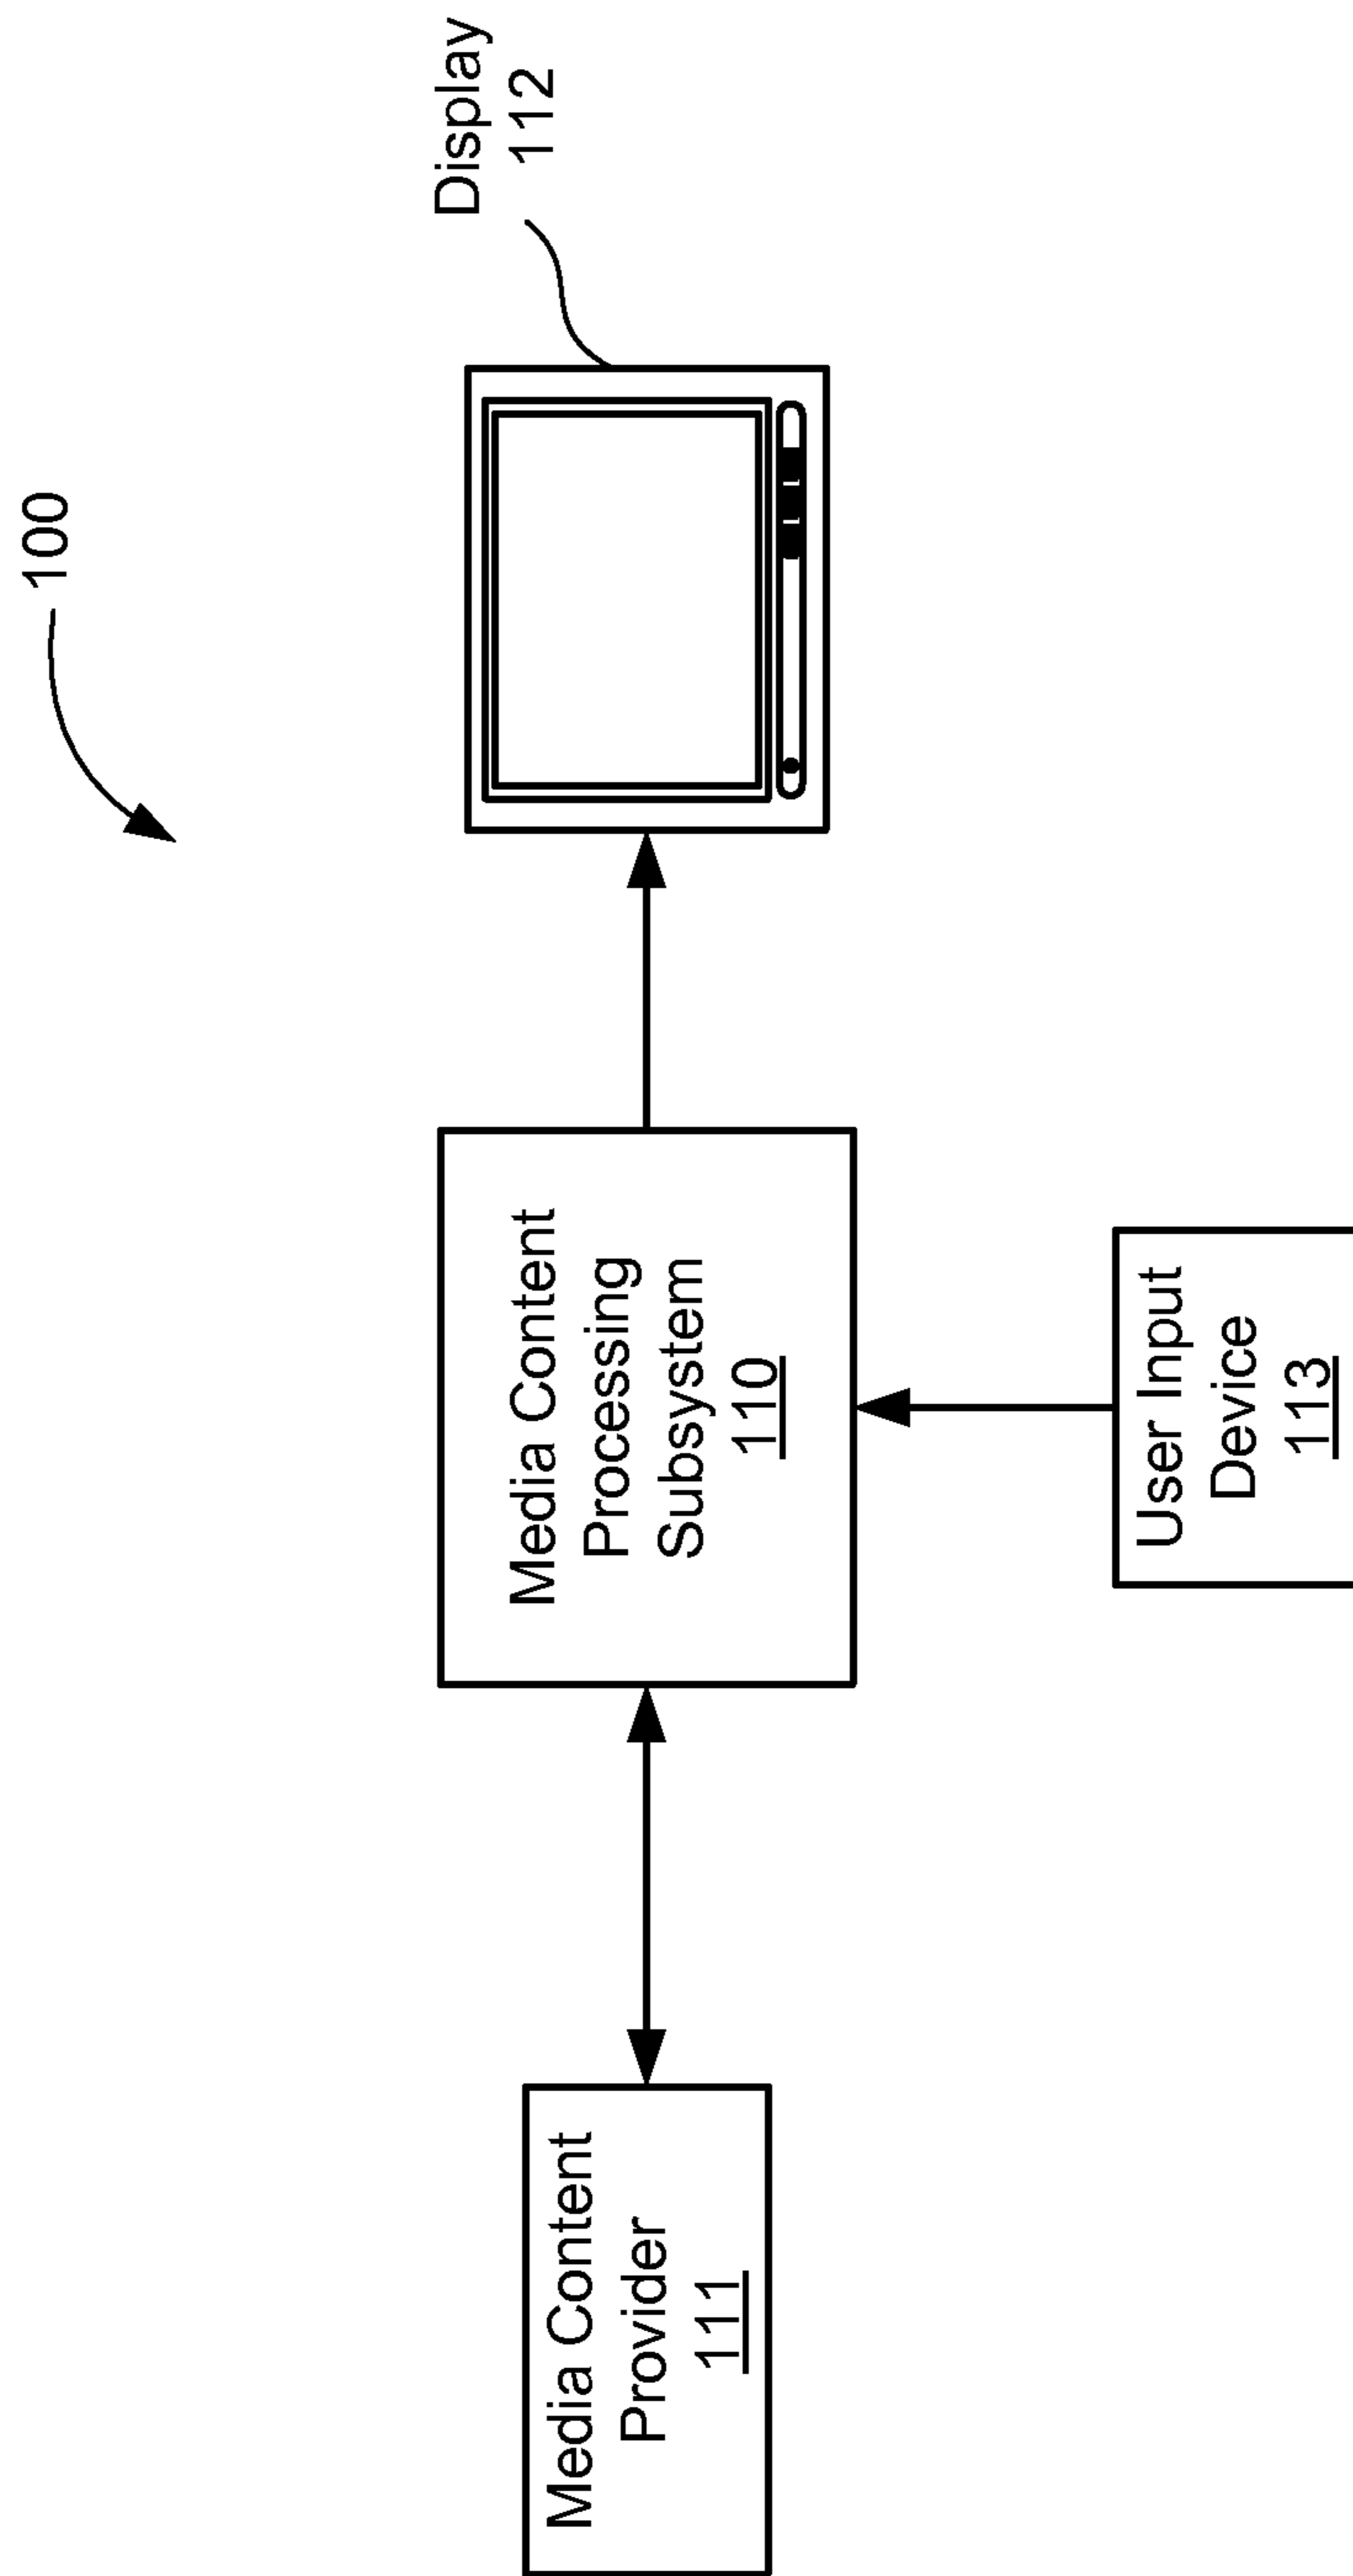 100
Display
112
Media Content
Processing
Subsystem
110
Media Content
Provider
111
User Input
Device
113